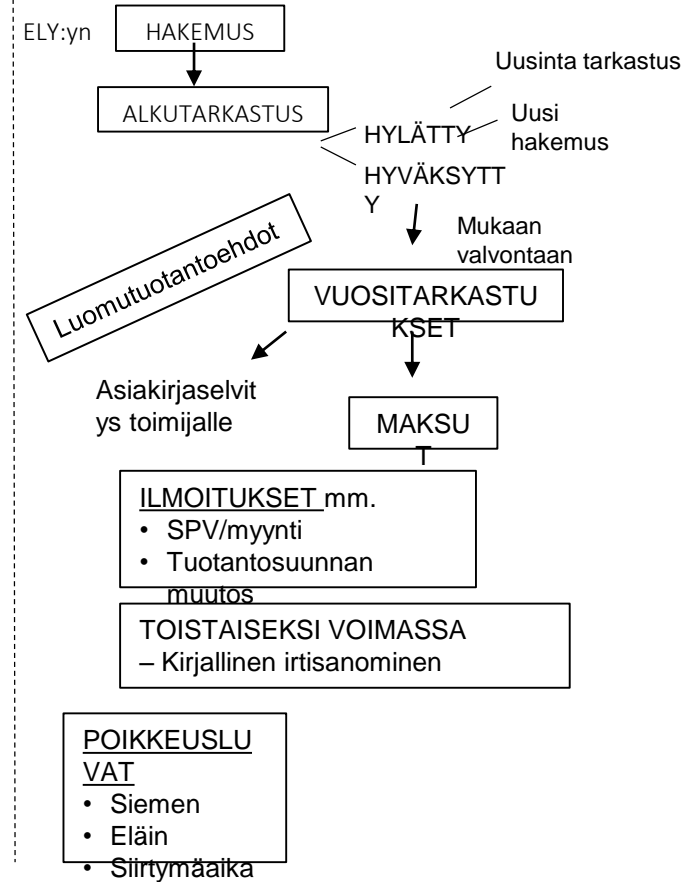 ELY:yn
HAKEMUS
ALKUTARKASTUS
Uusinta tarkastus
HYLÄTTY
Uusi
hakemus
HYVÄKSYTT
Y
Mukaan
valvontaan
Luomutuotantoehdot
VUOSITARKASTU
KSET
Asiakirjaselvit
ys toimijalle
MAKSU
T
ILMOITUKSET mm.
• SPV/myynti
• Tuotantosuunnan
muutos
TOISTAISEKSI VOIMASSA
– Kirjallinen irtisanominen
POIKKEUSLU
VAT
• Siemen
• Eläin
• Siirtymäaika